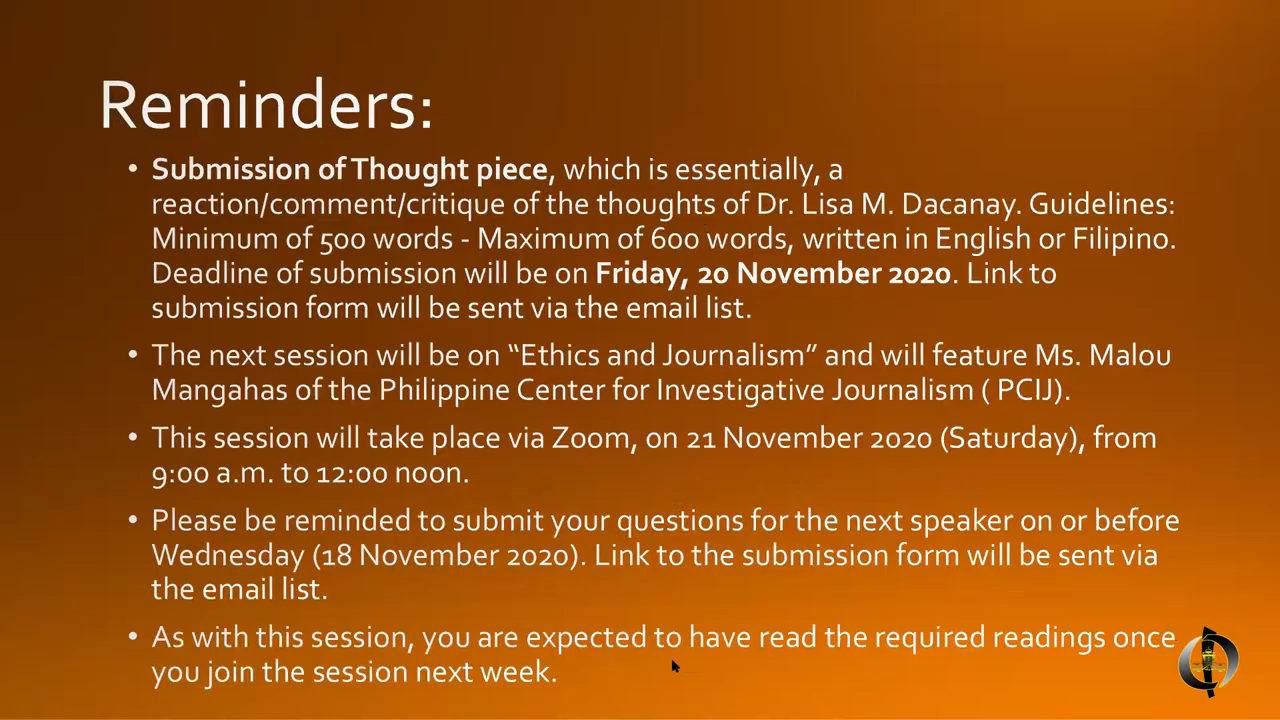 Reminders:
• Submission of Thought piece, which is essentially, a
reaction/comment/critique of the thoughts of Dr. Lisa M. Dacanay. Guidelines:
Minimum of 500 words - Maximum of 600 words, written in English or Filipino.
Deadline of submission will be on Friday, 20 November 2020. Link to
submission form will be sent via the email list.
• The next session will be on “Ethics and Journalism” and will feature Ms. Malou
Mangahas of the Philippine Center for Investigative Journalism ( PCIJ).
• This session will take place via Zoom, on 21 November 2020 (Saturday), from
9:00 a.m. to 12:00 noon.
• Please be reminded to submit your questions for the next speaker on or before
Wednesday (18 November 2020). Link to the submission form will be sent via
the email list.
• As with this session, you are expected to have read the required readings once
you join the session next week.